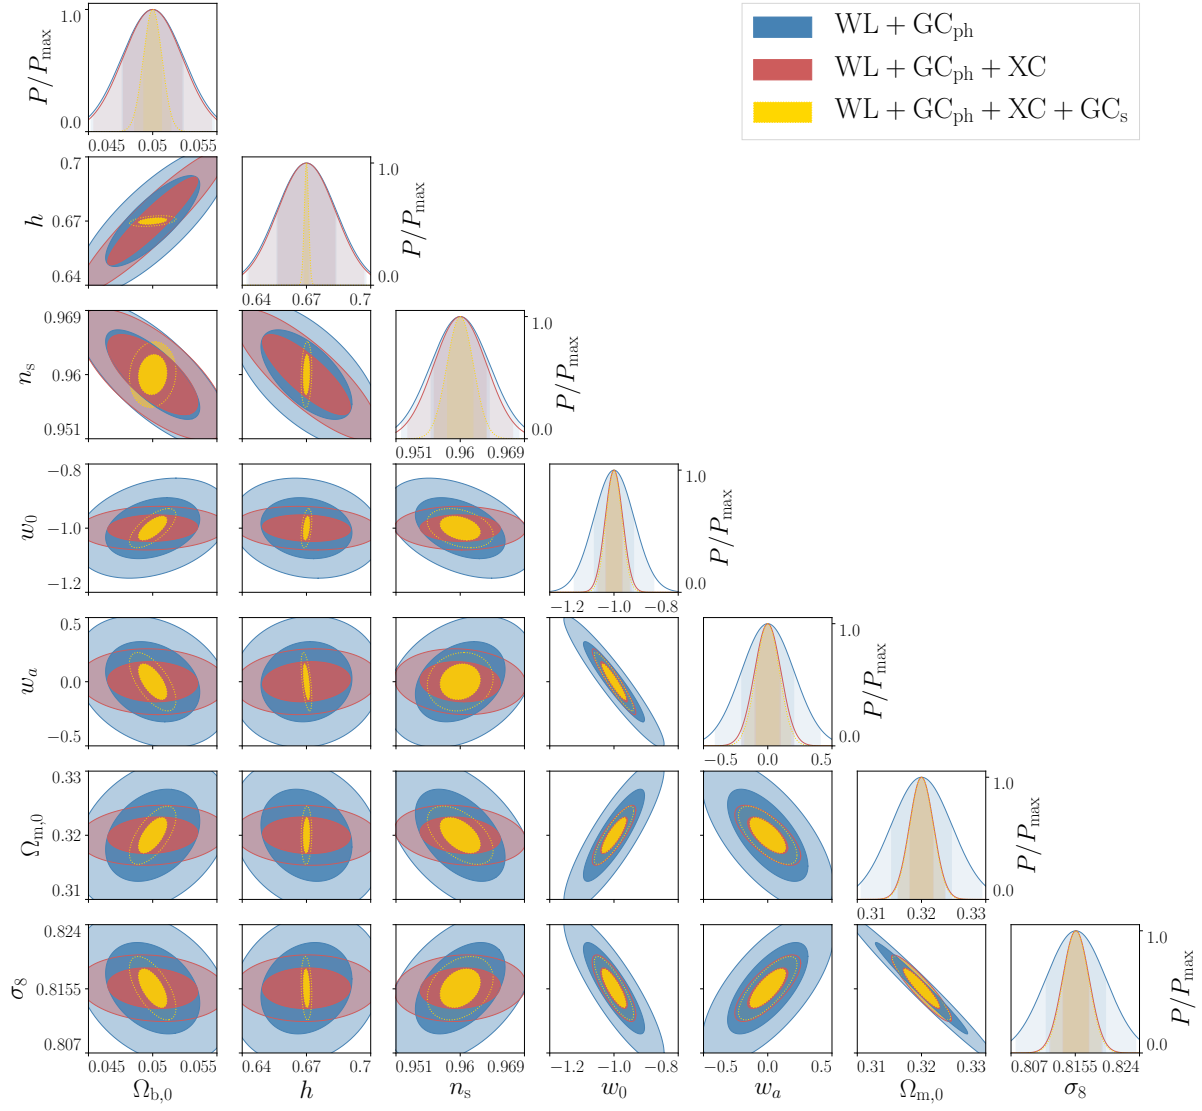 1.0
P/P_max
0.0
0.045 0.05 0.055
WL + GC_ph
WL + GC_ph + XC
WL + GC_ph + XC + GC_s
0.7
h
0.67
0.64
1.0
P/P_max
0.0
0.64 0.67 0.7
0.969
n_s
0.96
0.951
1.0
P/P_max
0.0
0.951 0.96 0.969
−0.8
w_0
−1.0
−1.2
1.0
P/P_max
0.0
−1.2 −1.0 −0.8
0.5
w_a
0.0
−0.5
1.0
P/P_max
0.0
−0.5 0.0 0.5
0.33
Ω_m,0
0.32
0.31
1.0
P/P_max
0.0
0.31 0.32 0.33
0.824
σ_8
0.8155
0.807
1.0
P/P_max
0.0
0.045 0.05 0.055 0.64 0.67 0.7 0.951 0.96 0.969 −1.2 −1.0 −0.8 −0.5 0.0 0.5 0.31 0.32 0.33 0.807 0.8155 0.824
Ω_b,0 h n_s w_0 w_a Ω_m,0 σ_8